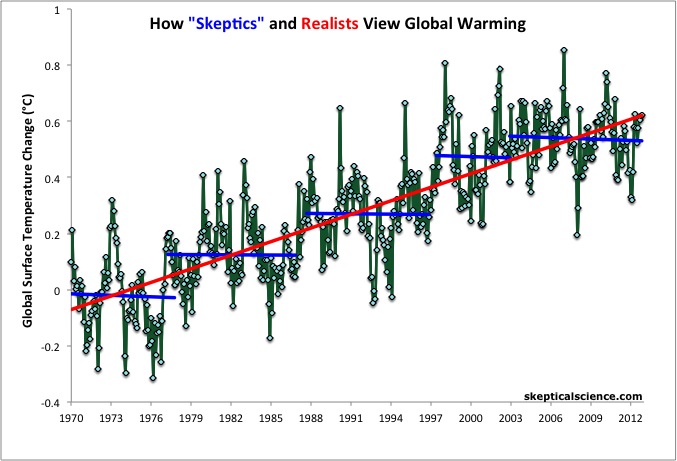 How "Skeptics" and Realists View Global Warming
Global Surface Temperature Change (°C)
1
0.8
0.6
0.4
0.2
0
-0.2
-0.4
1970 1973 1976 1979 1982 1985 1988 1991 1994 1997 2000 2003 2006 2009 2012
skepticalscience.com